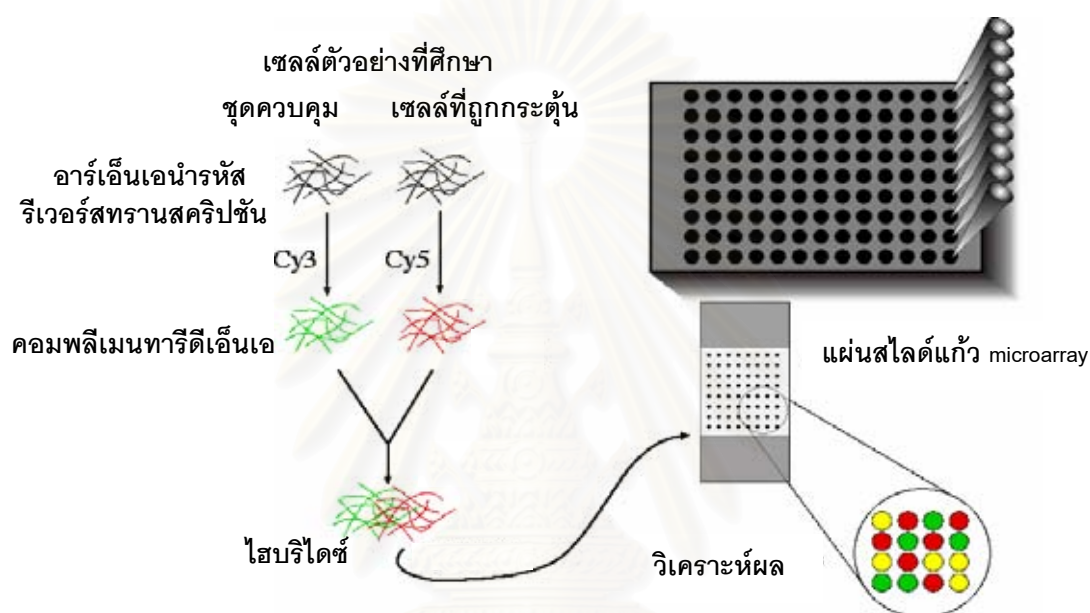 เซลล์ตัวอย่างที่ศึกษา
ชุดควบคุม
เซลล์ที่ถูกกระตุ้น
อาร์เอ็นเอนำรหัส
รีเวอร์สทรานสคริปชัน
Cy3
Cy5
คอมพลีเมนทารีดีเอ็นเอ
แผ่นสไลด์แก้ว microarray
ไฮบริไดซ์
วิเคราะห์ผล